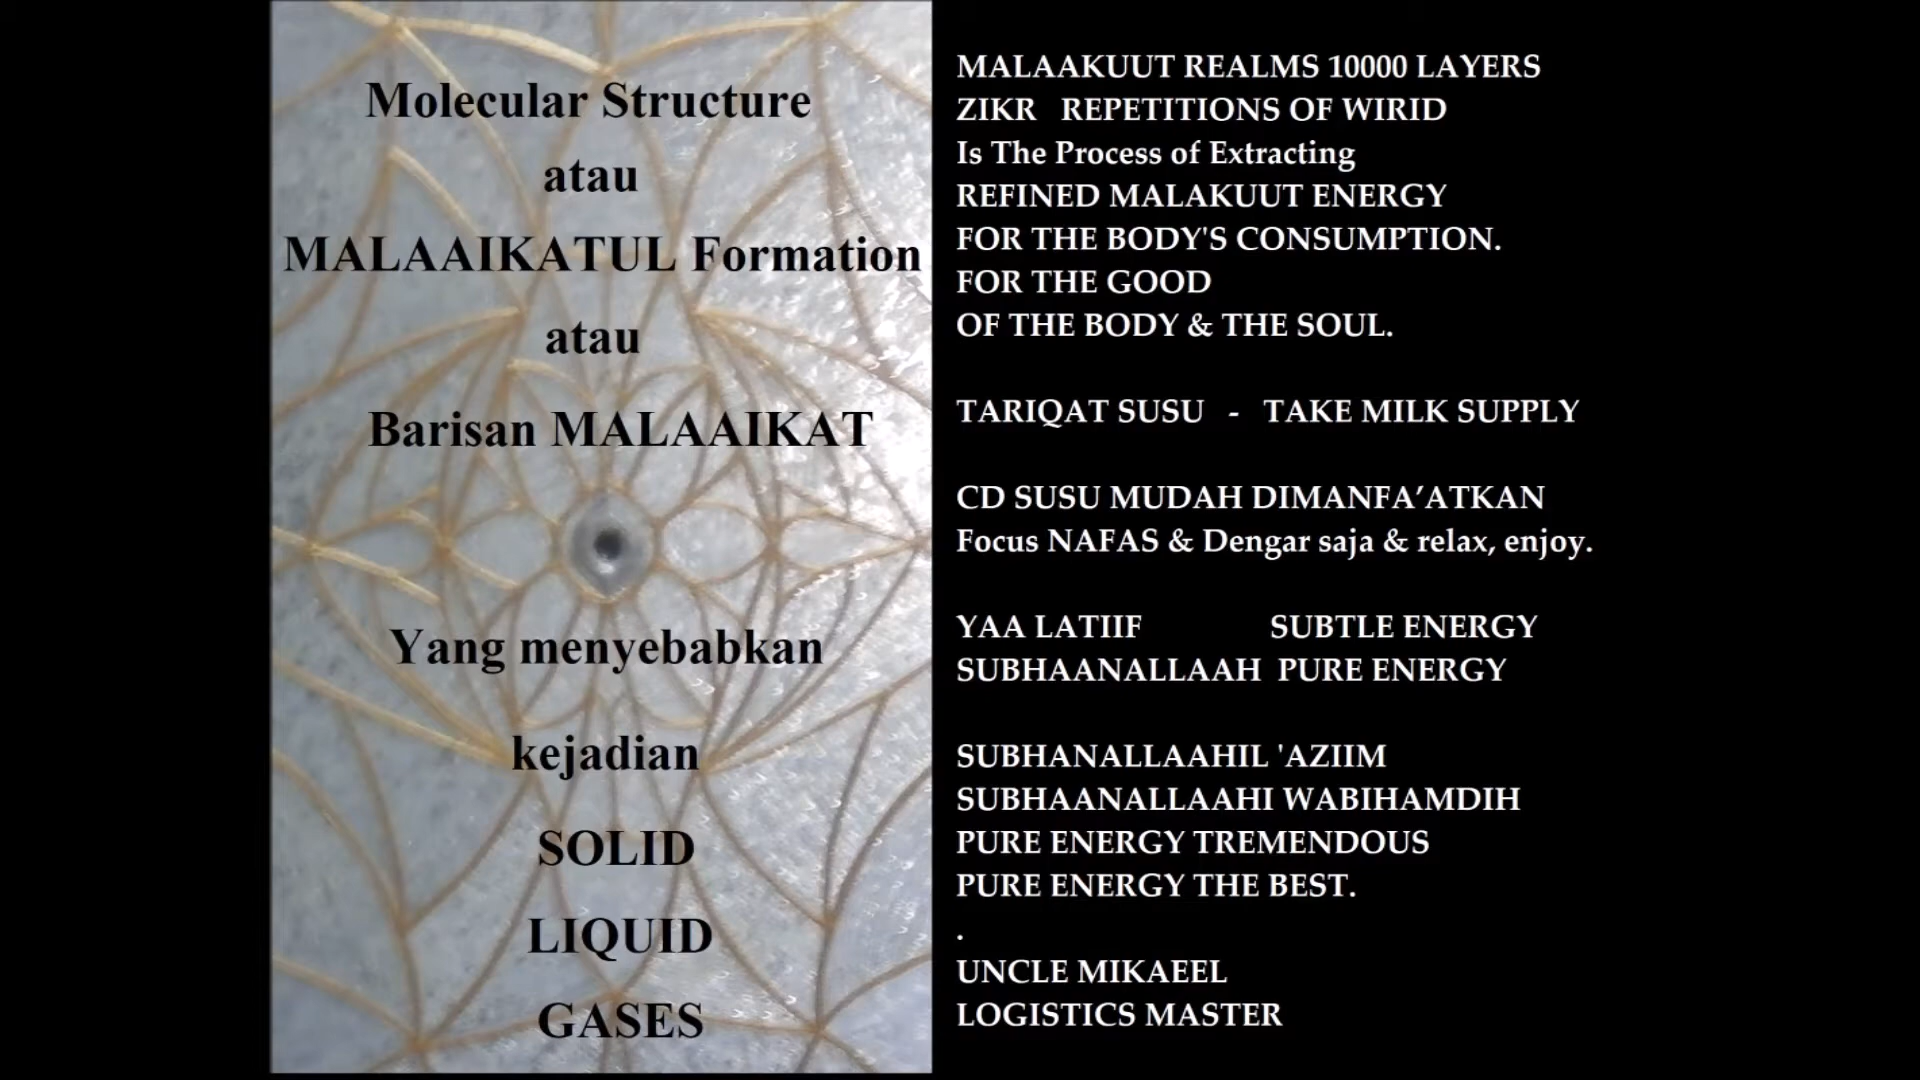 Molecular Structure
atau
MALAAIKATUL Formation
atau
Barisan MALAAIKAT
Yang menyebabkan
kejadian
SOLID
LIQUID
GASES
MALAAKUUT REALMS 10000 LAYERS
ZIKR   REPETITIONS OF WIRID
Is The Process of Extracting
REFINED MALAKUUT ENERGY
FOR THE BODY'S CONSUMPTION.
FOR THE GOOD
OF THE BODY & THE SOUL.
TARIQAT SUSU   -   TAKE MILK SUPPLY
CD SUSU MUDAH DIMANFA’ATKAN
Focus NAFAS & Dengar saja & relax, enjoy.
YAA LATIIF   SUBTLE ENERGY
SUBHAANALLAAH  PURE ENERGY
SUBHANALLAAHIL 'AZIIM
SUBHAANALLAAHI WABIHAMDIH
PURE ENERGY TREMENDOUS
PURE ENERGY THE BEST.
.
UNCLE MIKAEEL
LOGISTICS MASTER